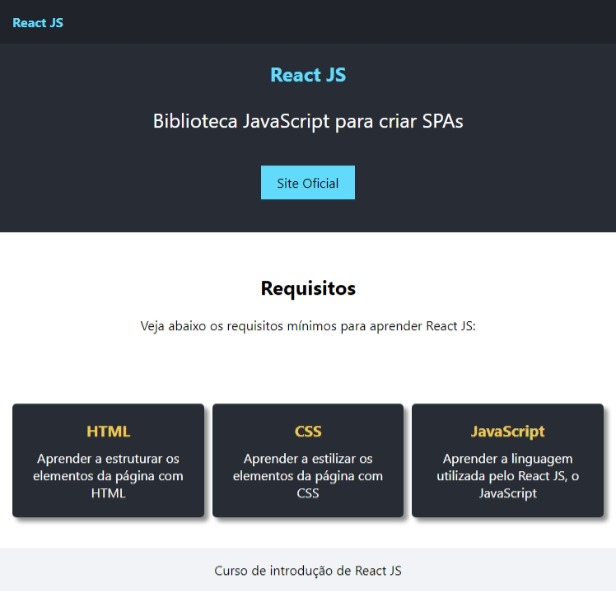 React JS
React JS
Biblioteca JavaScript para criar SPAs
Site Oficial
Requisitos
Veja abaixo os requisitos mínimos para aprender React JS:
HTML
Aprender a estruturar os
elementos da página com
HTML
CSS
Aprender a estilizar os
elementos da página com
CSS
JavaScript
Aprender a linguagem
utilizada pelo React JS, o
JavaScript
Curso de introdução de React JS